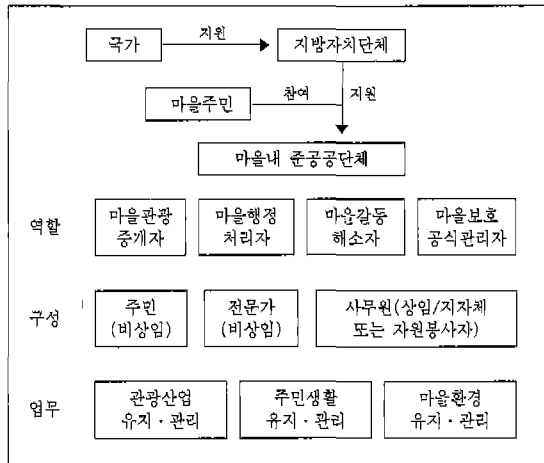 국가
지원
지방자치단체
마을주민
참여
지원
마을내 준공공단체
역할
마을관광
중개자
마을행정
처리자
마을갈등
해소자
마을보호
공식관리자
구성
주민
(비상임)
전문가
(비상임)
사무원(상임/지자체
또는 자원봉사자)
업무
관광산업
유지·관리
주민생활
유지·관리
마을환경
유지·관리